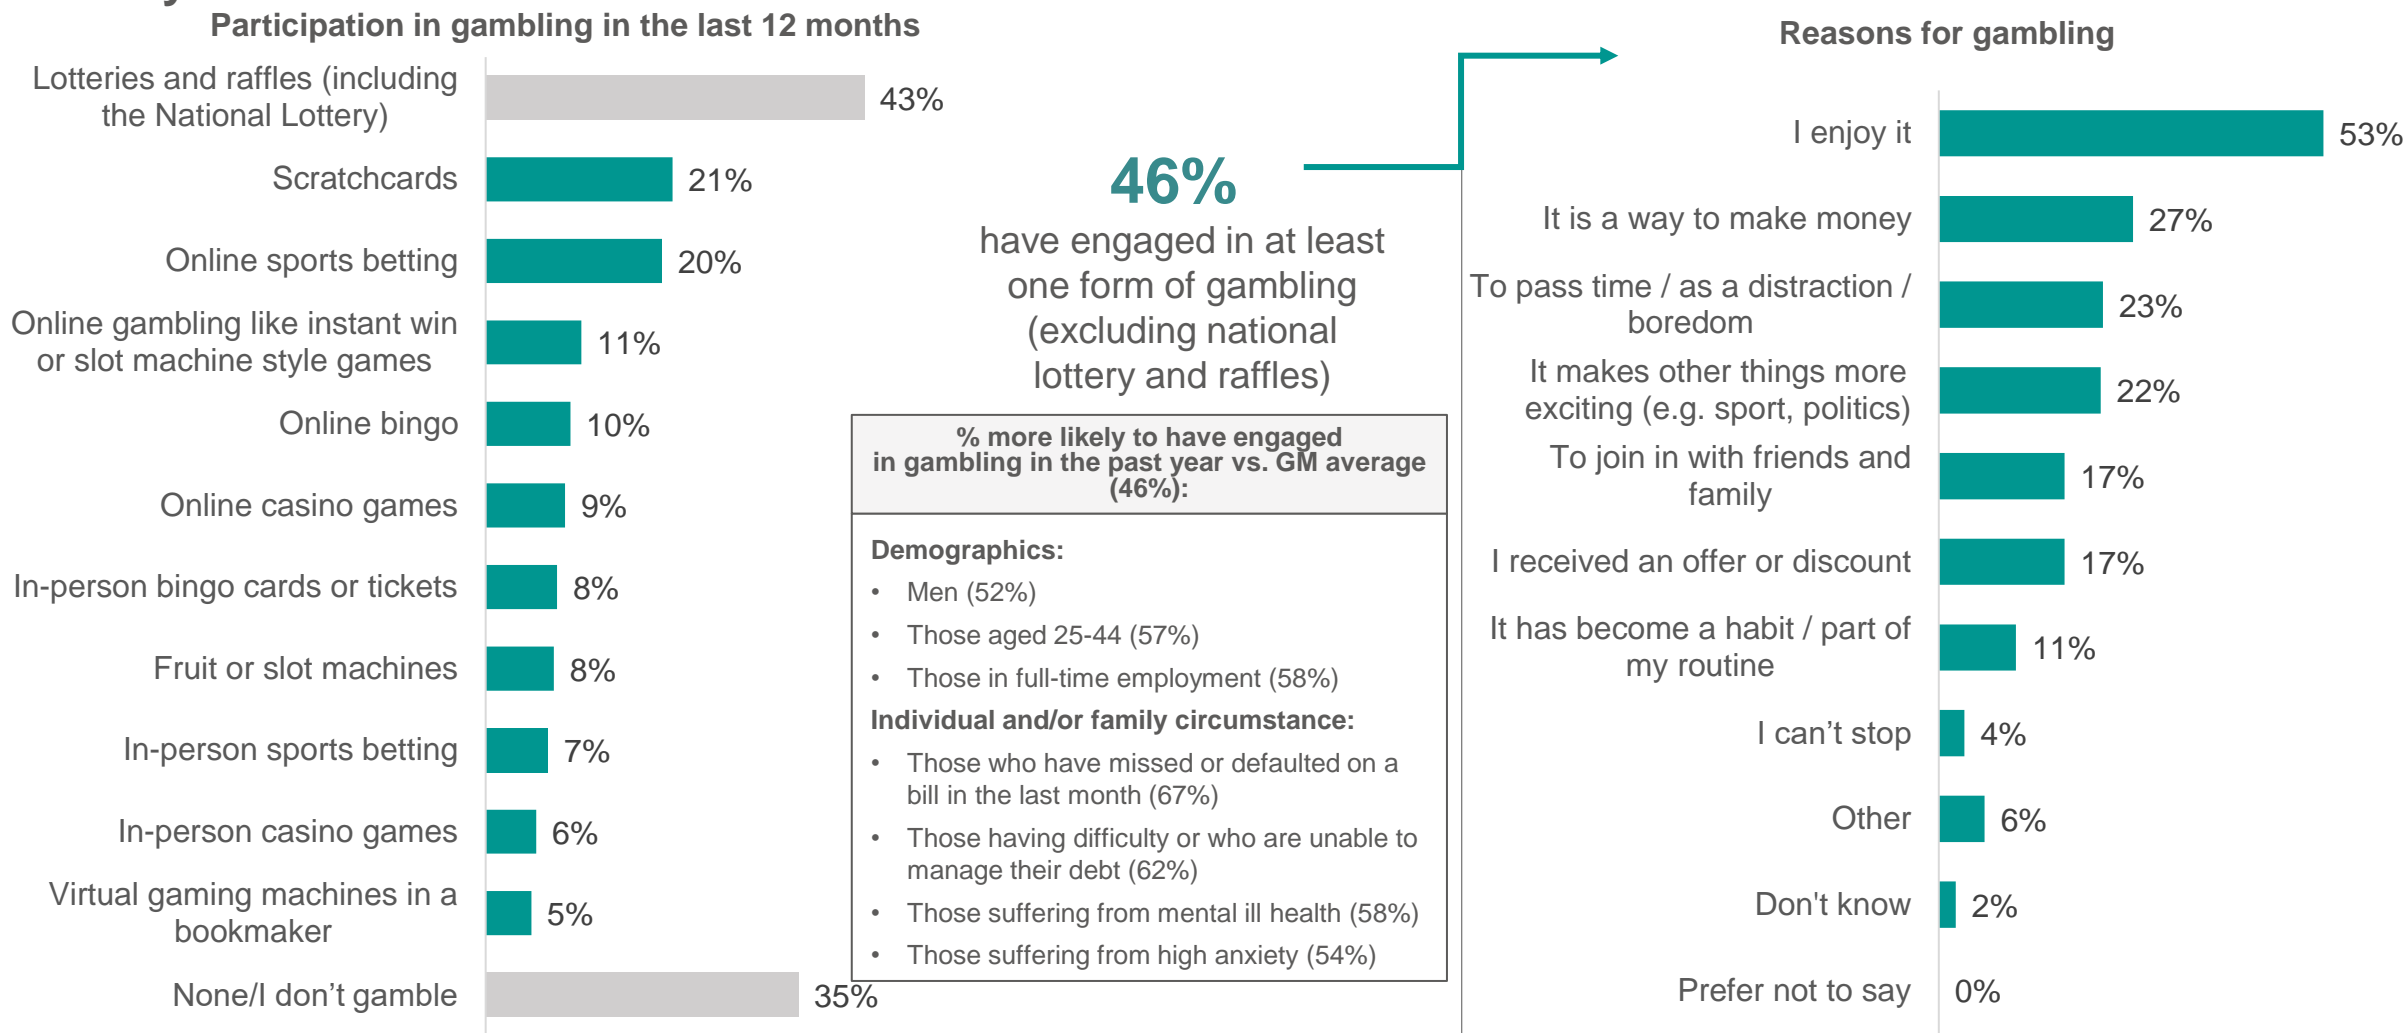 Participation in gambling in the last 12 months
Lotteries and raffles (including
the National Lottery)
43%
Scratchcards
21%
Online sports betting
20%
Online gambling like instant win
or slot machine style games
11%
Online bingo
10%
Online casino games
9%
In-person bingo cards or tickets
8%
Fruit or slot machines
8%
In-person sports betting
7%
In-person casino games
6%
Virtual gaming machines in a
bookmaker
5%
None/I don’t gamble
35%
46%
have engaged in at least
one form of gambling
(excluding national
lottery and raffles)
% more likely to have engaged
in gambling in the past year vs. GM average
(46%):
Demographics:
• Men (52%)
• Those aged 25-44 (57%)
• Those in full-time employment (58%)
Individual and/or family circumstance:
• Those who have missed or defaulted on a
bill in the last month (67%)
• Those having difficulty or who are unable to
manage their debt (62%)
• Those suffering from mental ill health (58%)
• Those suffering from high anxiety (54%)
Reasons for gambling
I enjoy it
53%
It is a way to make money
27%
To pass time / as a distraction /
boredom
23%
It makes other things more
exciting (e.g. sport, politics)
22%
To join in with friends and
family
17%
I received an offer or discount
17%
It has become a habit / part of
my routine
11%
I can’t stop
4%
Other
6%
Don't know
2%
Prefer not to say
0%